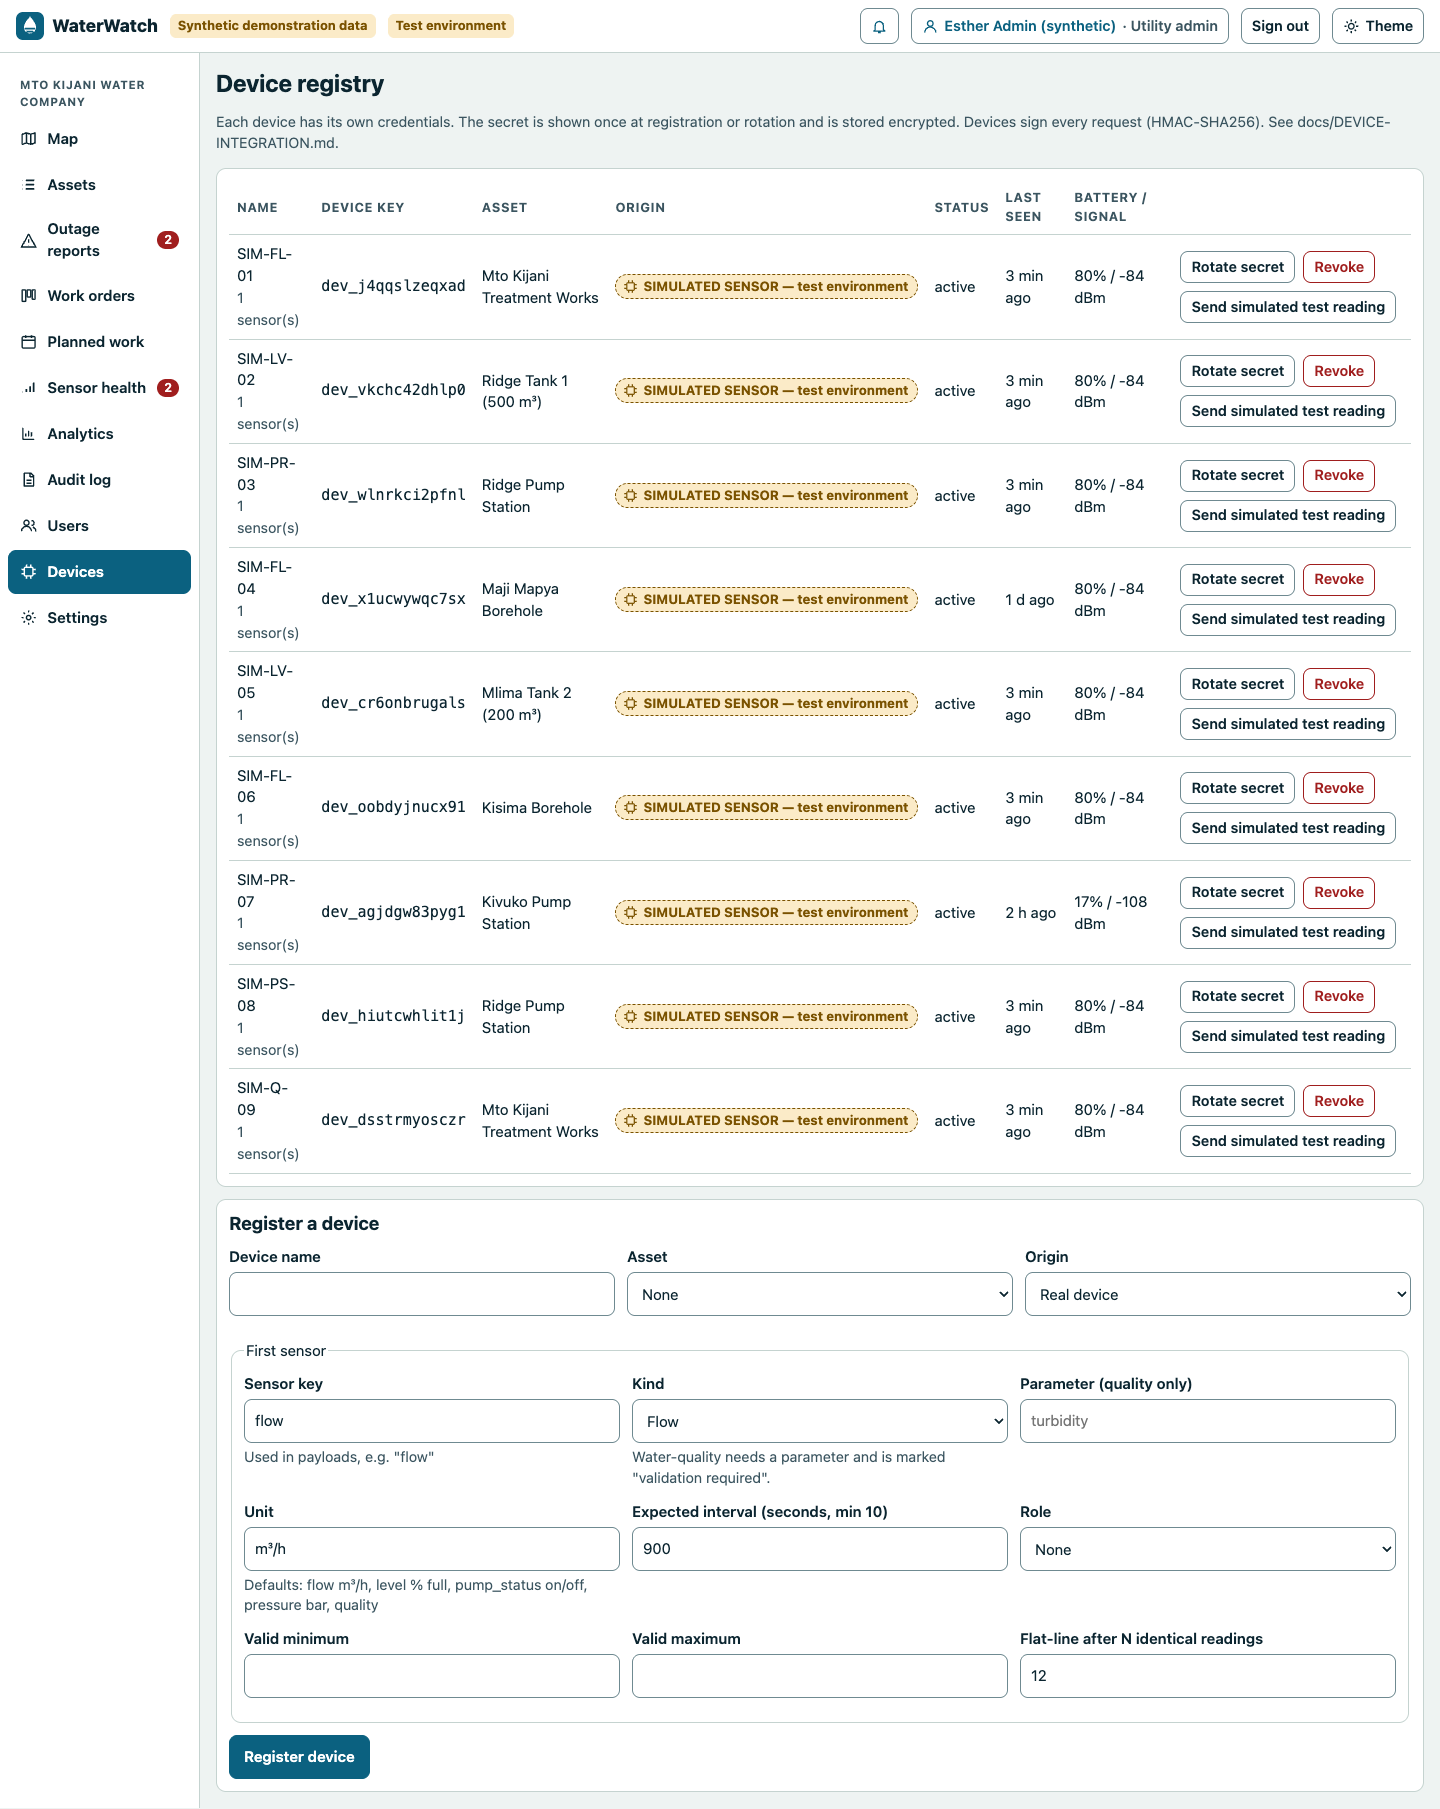 WaterWatch
Synthetic demonstration data
Test environment
Esther Admin (synthetic) · Utility admin
Sign out
Theme
MTO KIJANI WATER
COMPANY
Map
Assets
Outage
reports
2
Work orders
Planned work
Sensor health
2
Analytics
Audit log
Users
Devices
Settings
Device registry
Each device has its own credentials. The secret is shown once at registration or rotation and is stored encrypted. Devices sign every request (HMAC-SHA256). See docs/DEVICE-
INTEGRATION.md.
NAME DEVICE KEY ASSET ORIGIN STATUS LAST SEEN BATTERY / SIGNAL
SIM-FL-01 1 sensor(s) dev_j4qqslzeqxad Mto Kijani Treatment Works SIMULATED SENSOR — test environment active 3 min ago 80% / -84 dBm Rotate secret Revoke Send simulated test reading
SIM-LV-02 1 sensor(s) dev_vkchc42dhlp0 Ridge Tank 1 (500 m³) SIMULATED SENSOR — test environment active 3 min ago 80% / -84 dBm Rotate secret Revoke Send simulated test reading
SIM-PR-03 1 sensor(s) dev_wlnrkci2pfnl Ridge Pump Station SIMULATED SENSOR — test environment active 3 min ago 80% / -84 dBm Rotate secret Revoke Send simulated test reading
SIM-FL-04 1 sensor(s) dev_x1ucwywqc7sx Maji Mapya Borehole SIMULATED SENSOR — test environment active 1 d ago 80% / -84 dBm Rotate secret Revoke Send simulated test reading
SIM-LV-05 1 sensor(s) dev_cr6onbrugals Mlima Tank 2 (200 m³) SIMULATED SENSOR — test environment active 3 min ago 80% / -84 dBm Rotate secret Revoke Send simulated test reading
SIM-FL-06 1 sensor(s) dev_oobdyjnucx91 Kisima Borehole SIMULATED SENSOR — test environment active 3 min ago 80% / -84 dBm Rotate secret Revoke Send simulated test reading
SIM-PR-07 1 sensor(s) dev_agjdgw83pyg1 Kivuko Pump Station SIMULATED SENSOR — test environment active 2 h ago 17% / -108 dBm Rotate secret Revoke Send simulated test reading
SIM-PS-08 1 sensor(s) dev_hiutcwhlit1j Ridge Pump Station SIMULATED SENSOR — test environment active 3 min ago 80% / -84 dBm Rotate secret Revoke Send simulated test reading
SIM-Q-09 1 sensor(s) dev_dsstrmyosczr Mto Kijani Treatment Works SIMULATED SENSOR — test environment active 3 min ago 80% / -84 dBm Rotate secret Revoke Send simulated test reading
Register a device
Device name Asset Origin
None Real device
First sensor
Sensor key Kind Parameter (quality only)
flow Flow turbidity
Used in payloads, e.g. "flow"
Water-quality needs a parameter and is marked
"validation required".
Unit Expected interval (seconds, min 10) Role
m³/h 900 None
Defaults: flow m³/h, level % full, pump_status on/off,
pressure bar, quality
Valid minimum Valid maximum Flat-line after N identical readings
12
Register device